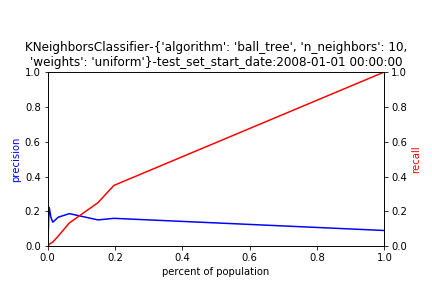 KNeighborsClassifier-{'algorithm': 'ball_tree', 'n_neighbors': 10,
'weights': 'uniform'}-test_set_start_date:2008-01-01 00:00:00
1.0
0.8
0.6
0.4
0.2
0.0
precision
1.0
0.8
0.6
0.4
0.2
0.0
recall
0.0 0.2 0.4 0.6 0.8 1.0
percent of population